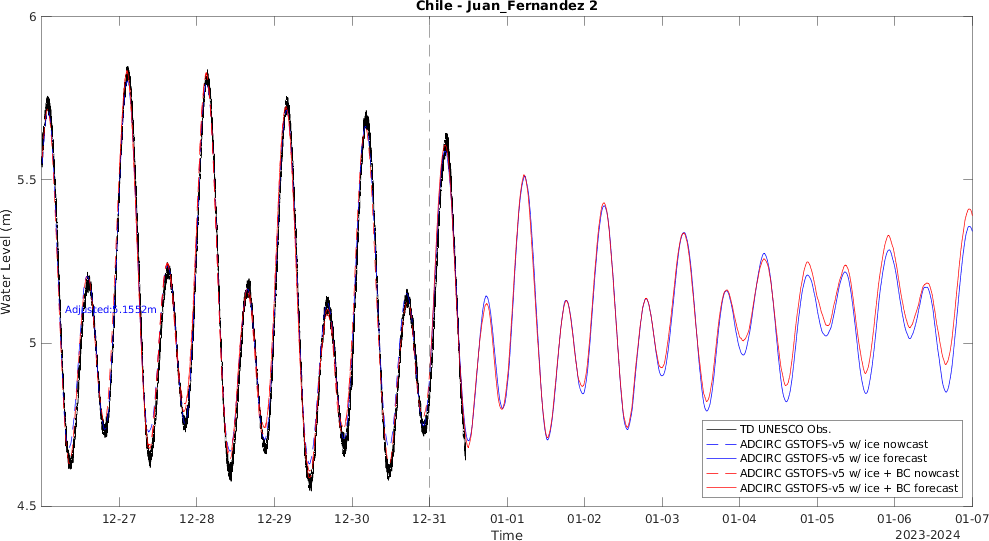 Chile - Juan_Fernandez 2
6
5.5
5
4.5
Water Level (m)
Adjusted:5.1552m
TD UNESCO Obs.
ADCIRC GSTOFS-v5 w/ ice nowcast
ADCIRC GSTOFS-v5 w/ ice forecast
ADCIRC GSTOFS-v5 w/ ice + BC nowcast
ADCIRC GSTOFS-v5 w/ ice + BC forecast
12-27 12-28 12-29 12-30 12-31 01-01 01-02 01-03 01-04 01-05 01-06 01-07
Time
2023-2024